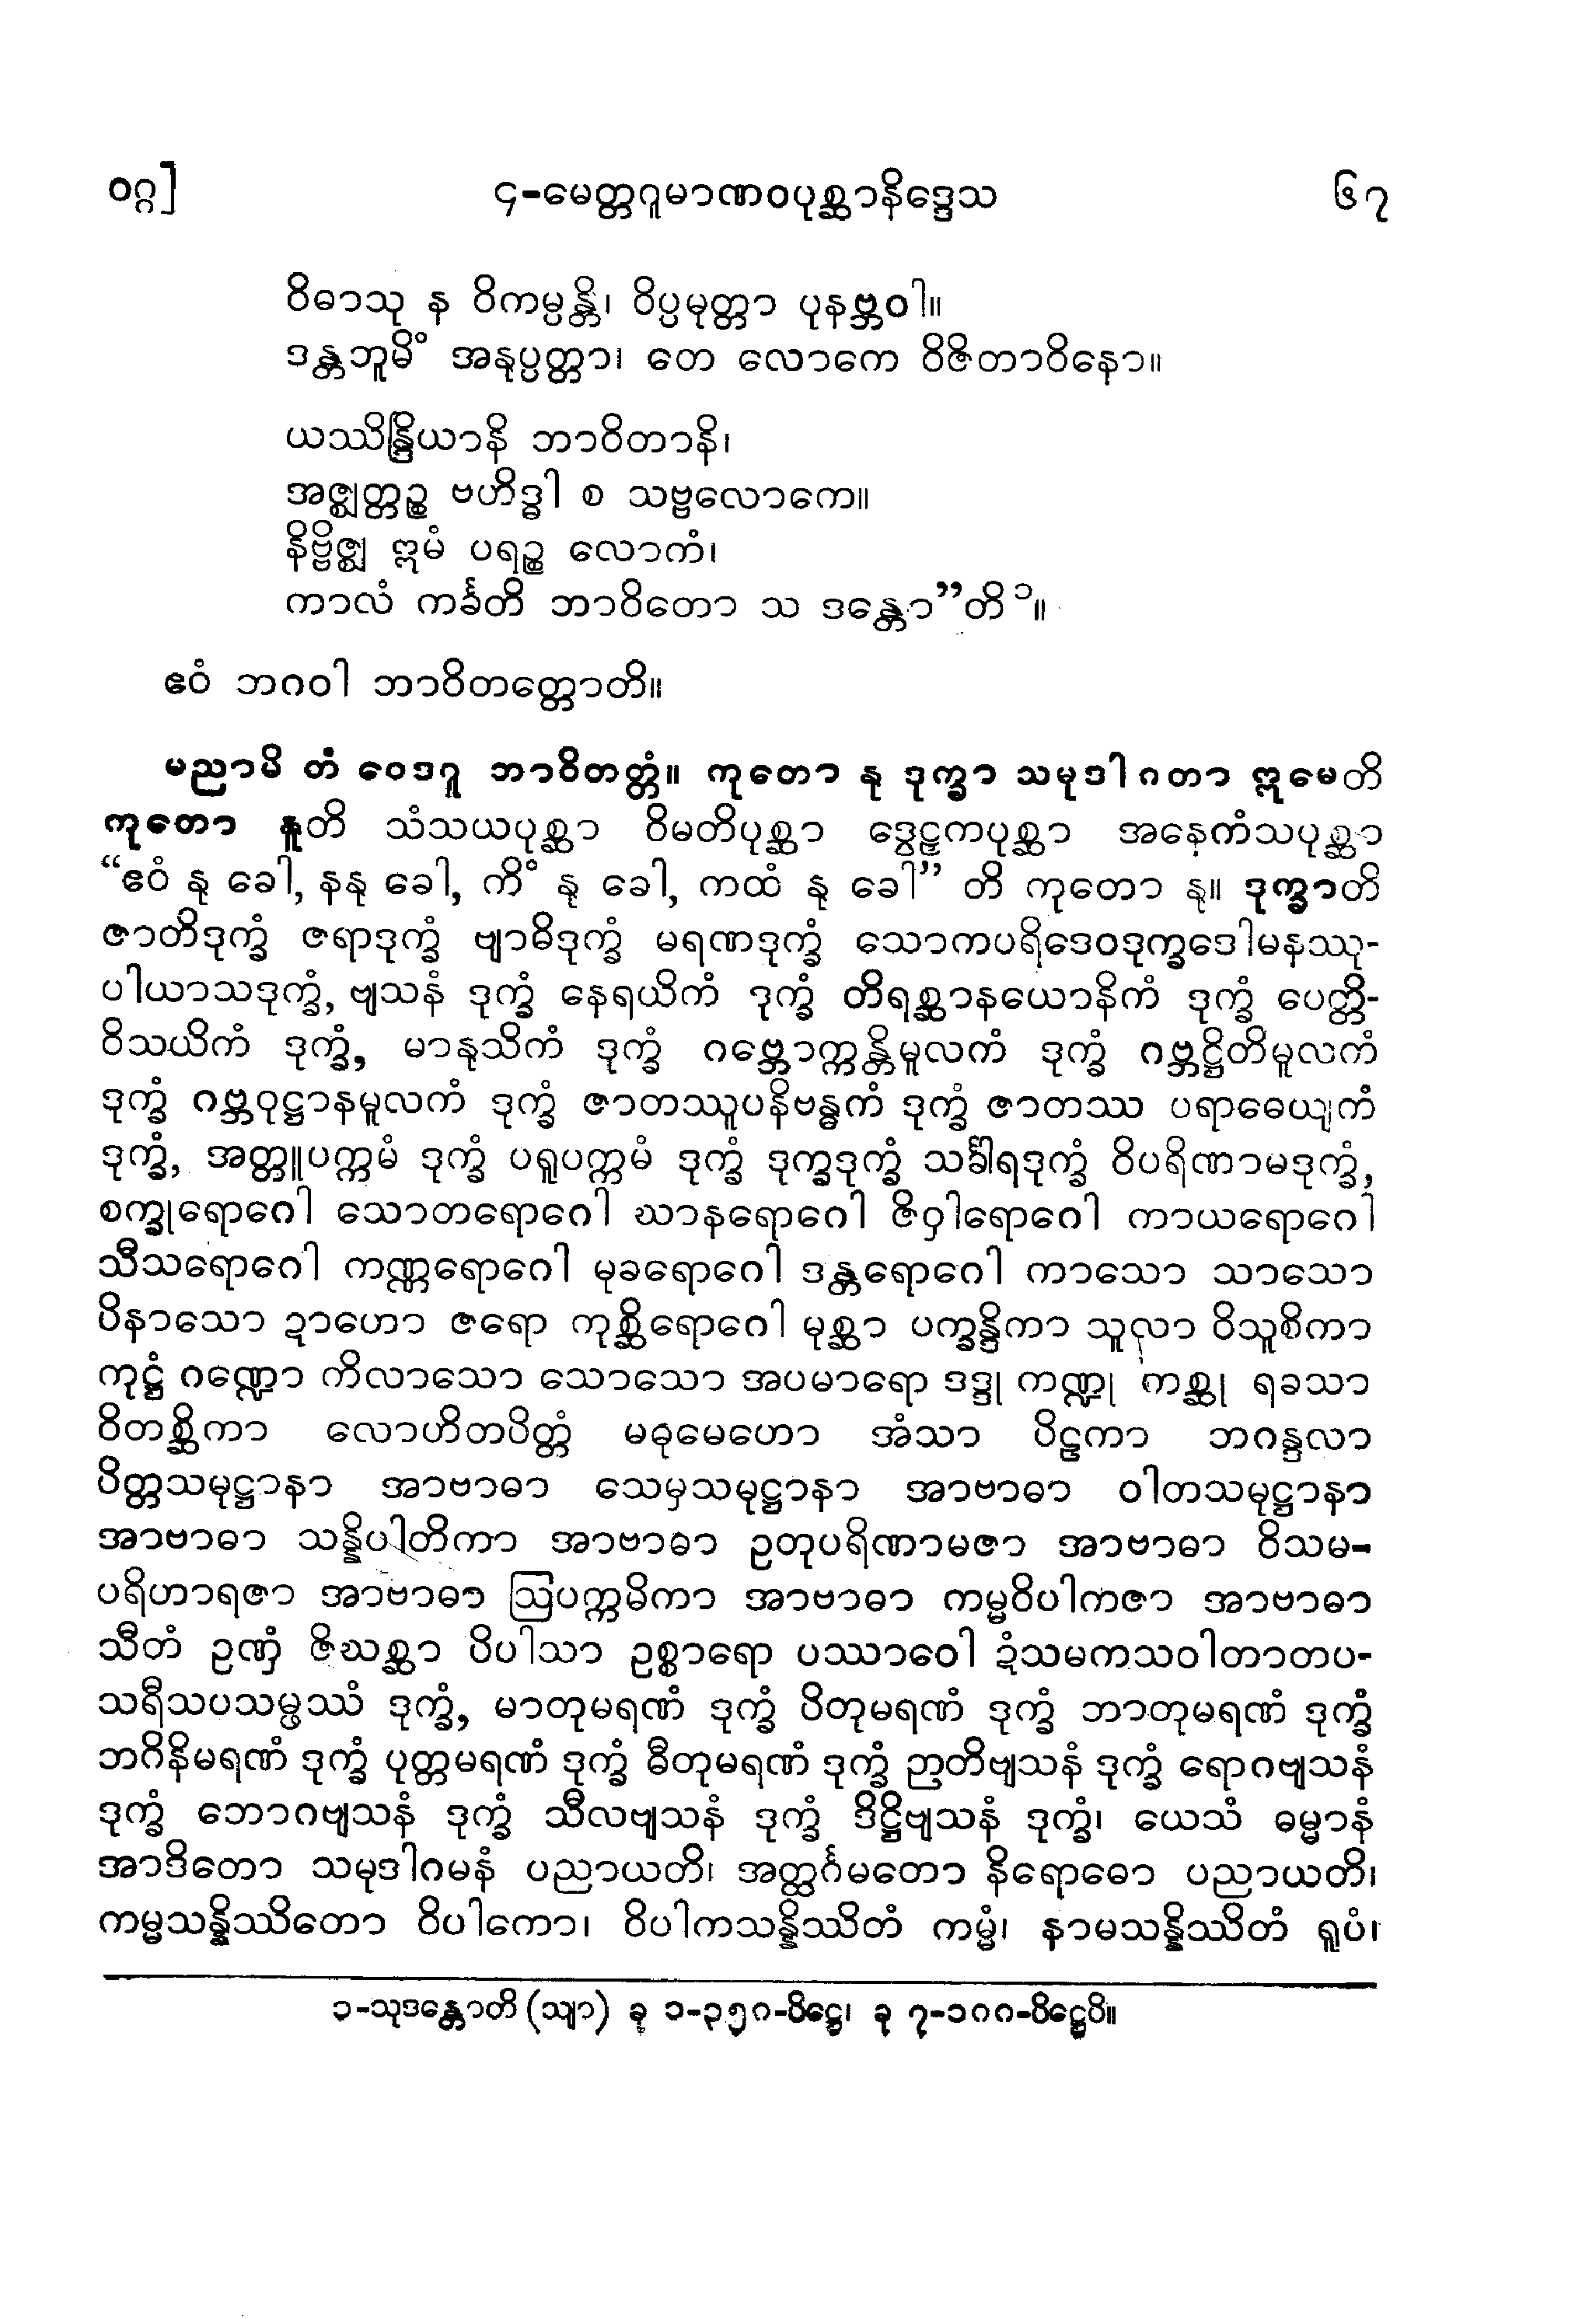 ဝဂ္ဂ] ၄-မေတ္တဂူမာဏဝပုစ္ဆာနိဒ္ဒေသ ၆၇
ဝိဓာသု န ဝိကမ္ပန္တိ၊ ဝိပ္ပမုတ္တာ ပုနဗ္ဘဝါ။
ဒန္တဘူမိံ အနုပ္ပတ္တာ၊ တေ လောကေ ဝိဇိတာဝိနော။
ယဿိန္ဒြိယာနိ ဘာဝိတာနိ၊
အဇ္ဈတ္တဉ္စ ဗဟိဒ္ဓါ စ သဗ္ဗလောကေ။
နိဗ္ဗိဇ္ဈ ဣမံ ပရဉ္စ လောကံ၊
ကာလံ ကင်္ခတိ ဘာဝိတော သ ဒန္တော”တိ ၁။
ဧဝံ ဘဂဝါ ဘာဝိတတ္တောတိ။
မညာမိ တံ ဝေဒဂူ ဘာဝိတတ္တံ။ ကုတော နု ဒုက္ခာ သမုဒါဂတာ ဣမေတိ
ကုတော နူတိ သံသယပုစ္ဆာ ဝိမတိပုစ္ဆာ ဒွေဠှကပုစ္ဆာ အနေကံသပုစ္ဆာ
“ဧဝံ နု ခေါ, နနု ခေါ, ကိံ နု ခေါ, ကထံ နု ခေါ” တိ ကုတော နု။ ဒုက္ခာတိ
ဇာတိဒုက္ခံ ဇရာဒုက္ခံ ဗျာဓိဒုက္ခံ မရဏဒုက္ခံ သောကပရိဒေဝဒုက္ခဒေါမနဿု-
ပါယာသဒုက္ခံ, ဗျသနံ ဒုက္ခံ နေရယိကံ ဒုက္ခံ တိရစ္ဆာနယောနိကံ ဒုက္ခံ ပေတ္တိ-
ဝိသယိကံ ဒုက္ခံ, မာနုသိကံ ဒုက္ခံ ဂဗ္ဘောက္ကန္တိမူလကံ ဒုက္ခံ ဂဗ္ဘဋ္ဌိတိမူလကံ
ဒုက္ခံ ဂဗ္ဘဝုဋ္ဌာနမူလကံ ဒုက္ခံ ဇာတဿူပနိဗန္ဓကံ ဒုက္ခံ ဇာတဿ ပရာဓေယျကံ
ဒုက္ခံ, အတ္တူပက္ကမံ ဒုက္ခံ ပရူပက္ကမံ ဒုက္ခံ ဒုက္ခဒုက္ခံ သင်္ခါရဒုက္ခံ ဝိပရိဏာမဒုက္ခံ,
စက္ခုရောဂေါ သောတရောဂေါ ဃာနရောဂေါ ဇိဝှါရောဂေါ ကာယရောဂေါ
သီသရောဂေါ ကဏ္ဏရောဂေါ မုခရောဂေါ ဒန္တရောဂေါ ကာသော သာသော
ပိနာသော ဍာဟော ဇရော ကုစ္ဆိရောဂေါ မုစ္ဆာ ပက္ခန္ဒိကာ သူလာ ဝိသူစိကာ
ကုဋ္ဌံ ဂဏ္ဍော ကိလာသော သောသော အပမာရော ဒဒ္ဒု ကဏ္ဍု ကစ္ဆု ရခသာ
ဝိတစ္ဆိကာ လောဟိတပိတ္တံ မဓုမေဟော အံသာ ပိဠကာ ဘဂန္ဒလာ
ပိတ္တသမုဋ္ဌာနာ အာဗာဓာ သေမှသမုဋ္ဌာနာ အာဗာဓာ ဝါတသမုဋ္ဌာနာ
အာဗာဓာ သန္နိပါတိကာ အာဗာဓာ ဥတုပရိဏာမဇာ အာဗာဓာ ဝိသမ-
ပရိဟာရဇာ အာဗာဓာ ဩပက္ကမိကာ အာဗာဓာ ကမ္မဝိပါကဇာ အာဗာဓာ
သီတံ ဥဏှံ ဇိဃစ္ဆာ ပိပါသာ ဥစ္စာရော ပဿာဝေါ ဍံသမကသဝါတာတပ-
သရီသပသမ္ဖဿံ ဒုက္ခံ, မာတုမရဏံ ဒုက္ခံ ပိတုမရဏံ ဒုက္ခံ ဘာတုမရဏံ ဒုက္ခံ
ဘဂိနိမရဏံ ဒုက္ခံ ပုတ္တမရဏံ ဒုက္ခံ ဓီတုမရဏံ ဒုက္ခံ ဉာတိဗျသနံ ဒုက္ခံ ရောဂဗျသနံ
ဒုက္ခံ ဘောဂဗျသနံ ဒုက္ခံ သီလဗျသနံ ဒုက္ခံ ဒိဋ္ဌိဗျသနံ ဒုက္ခံ၊ ယေသံ ဓမ္မာနံ
အာဒိတော သမုဒါဂမနံ ပညာယတိ၊ အတ္ထင်္ဂမတော နိရောဓော ပညာယတိ၊
ကမ္မသန္နိဿိတော ဝိပါကော၊ ဝိပါကသန္နိဿိတံ ကမ္မံ၊ နာမသန္နိဿိတံ ရူပံ၊
၁-သုဒန္တောတိ (သျာ) ခု ၁-၃၅၈-ပိဋ္ဌေ၊ ခု ၇-၁၈၈-ပိဋ္ဌေပိ။